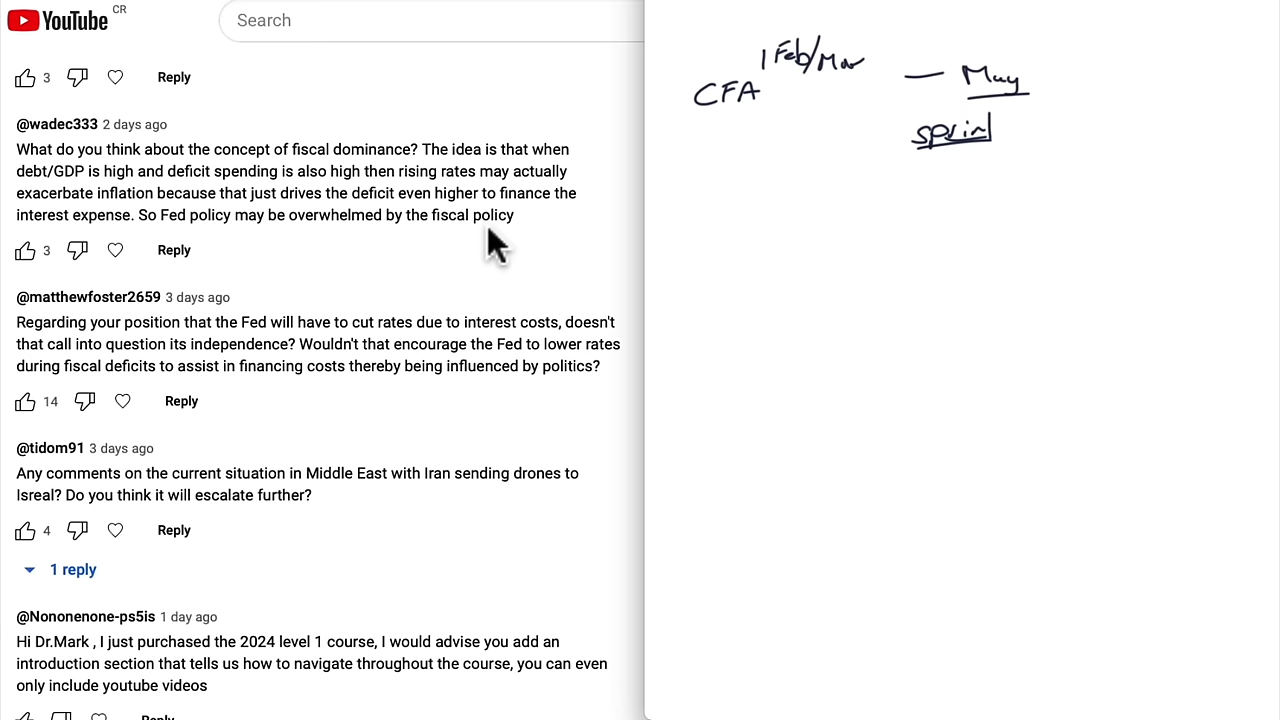 YouTube CR
Search
3 Reply
@wadec333 2 days ago
What do you think about the concept of fiscal dominance? The idea is that when
debt/GDP is high and deficit spending is also high then rising rates may actually
exacerbate inflation because that just drives the deficit even higher to finance the
interest expense. So Fed policy may be overwhelmed by the fiscal policy
3 Reply
@matthewfoster2659 3 days ago
Regarding your position that the Fed will have to cut rates due to interest costs, doesn't
that call into question its independence? Wouldn't that encourage the Fed to lower rates
during fiscal deficits to assist in financing costs thereby being influenced by politics?
14 Reply
@tidom91 3 days ago
Any comments on the current situation in Middle East with Iran sending drones to
Isreal? Do you think it will escalate further?
4 Reply
1 reply
@Nononenone-ps5is 1 day ago
Hi Dr.Mark , I just purchased the 2024 level 1 course, I would advise you add an
introduction section that tells us how to navigate throughout the course, you can even
only include youtube videos
Reply
1 Feb/Mar — May
CFA
sprint